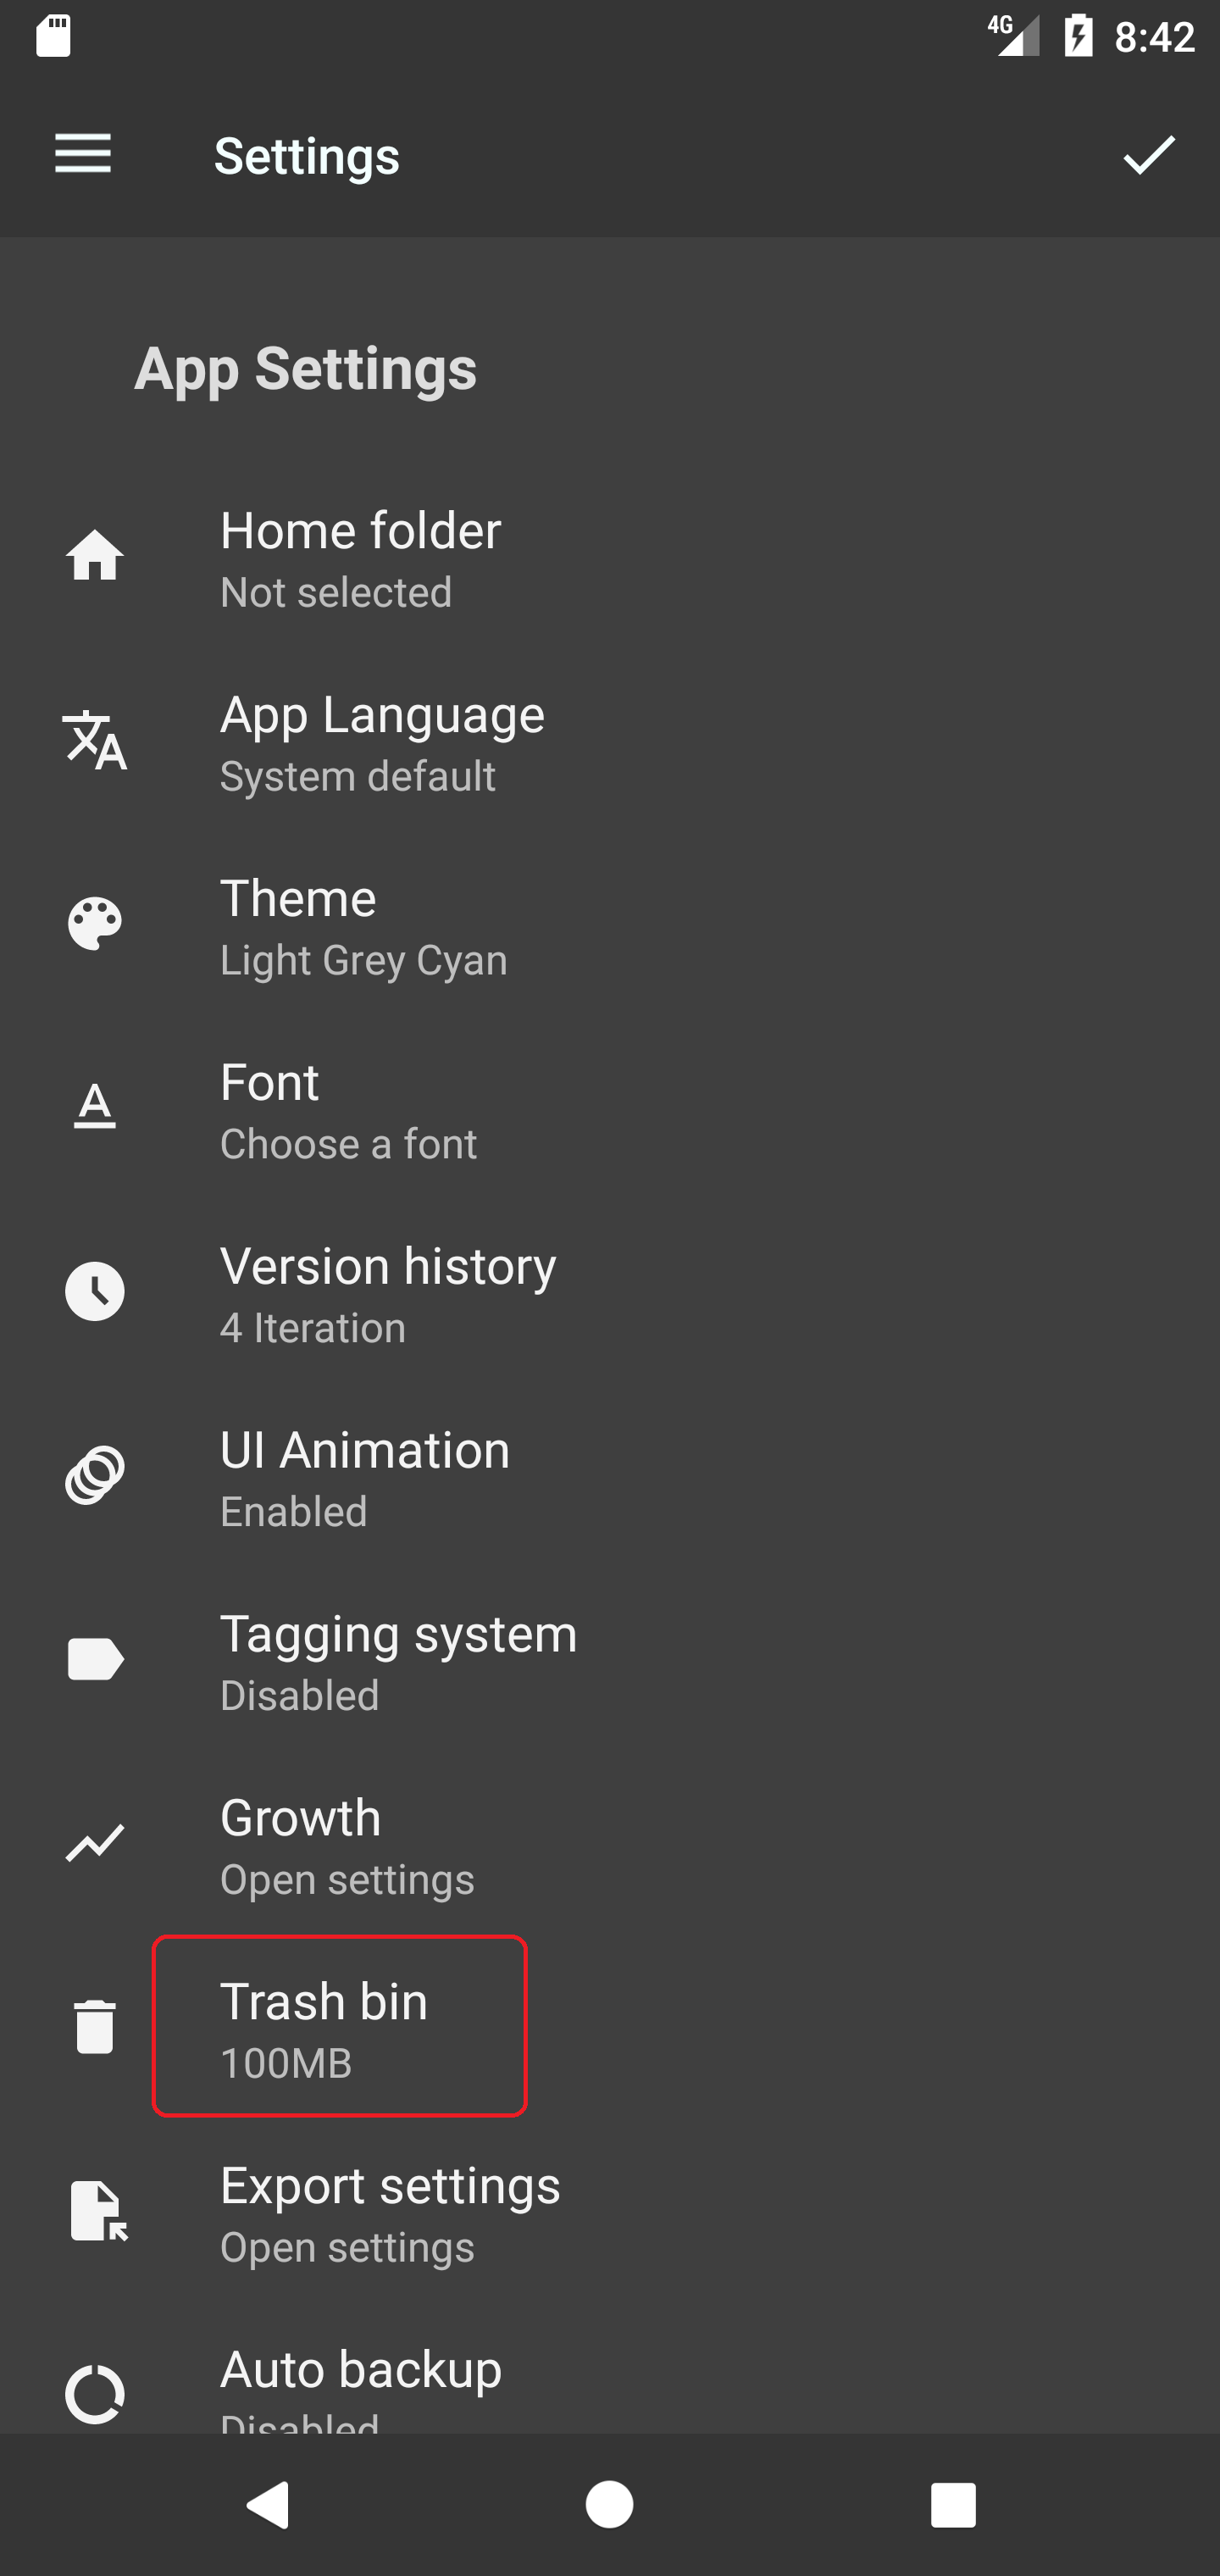 4G 8:42
Settings
App Settings
Home folder
Not selected
App Language
System default
Theme
Light Grey Cyan
Font
Choose a font
Version history
4 Iteration
UI Animation
Enabled
Tagging system
Disabled
Growth
Open settings
Trash bin
100MB
Export settings
Open settings
Auto backup
Disabled